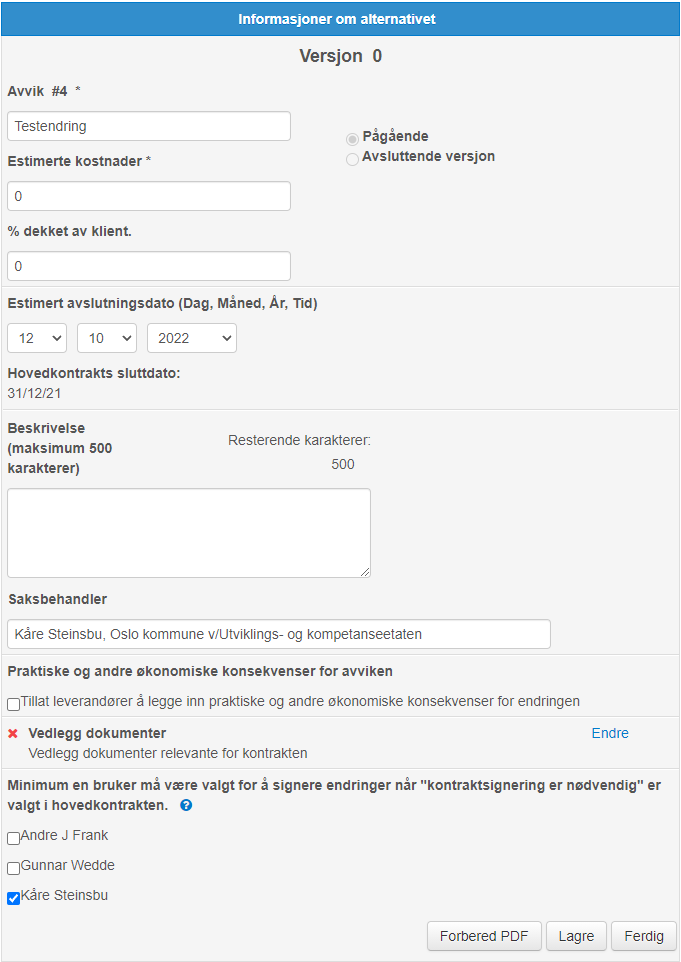 Informasjoner om alternativet
Versjon 0
Avvik #4 *
Testendring
Pågående
Avsluttende versjon
Estimerte kostnader *
0
% dekket av klient.
0
Estimert avslutningsdato (Dag, Måned, År, Tid)
12 10 2022
Hovedkontrakts sluttdato:
31/12/21
Beskrivelse
(maksimum 500
karakterer)
Resterende karakterer:
500
Saksbehandler
Kåre Steinsbu, Oslo kommune v/Utviklings- og kompetanseetaten
Praktiske og andre økonomiske konsekvenser for avviken
Tillat leverandører å legge inn praktiske og andre økonomiske konsekvenser for endringen
Vedlegg dokumenter
Endre
Vedlegg dokumenter relevante for kontrakten
Minimum en bruker må være valgt for å signere endringer når "kontraktsignering er nødvendig" er
valgt i hovedkontrakten. ?
Andre J Frank
Gunnar Wedde
Kåre Steinsbu
Forbered PDF Lagre Ferdig